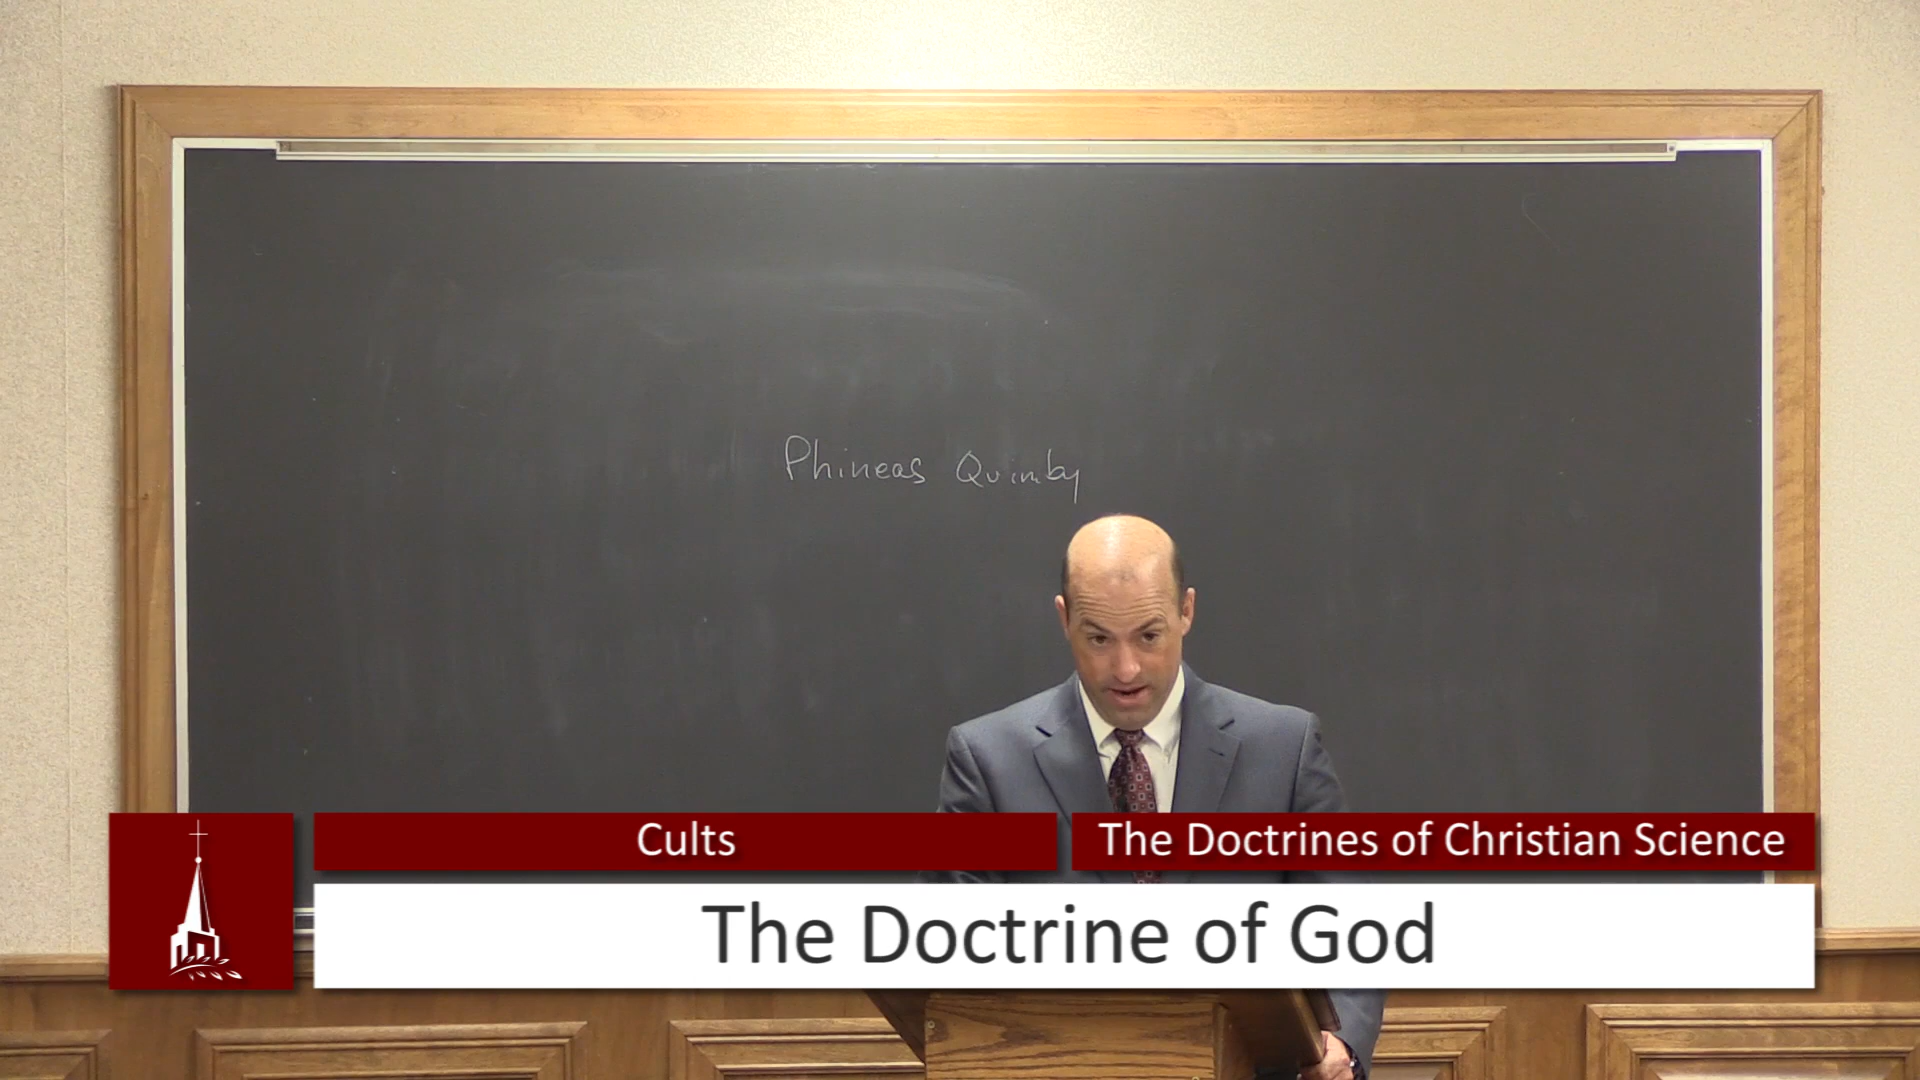 Phineas Quimby
Cults
The Doctrines of Christian Science
The Doctrine of God